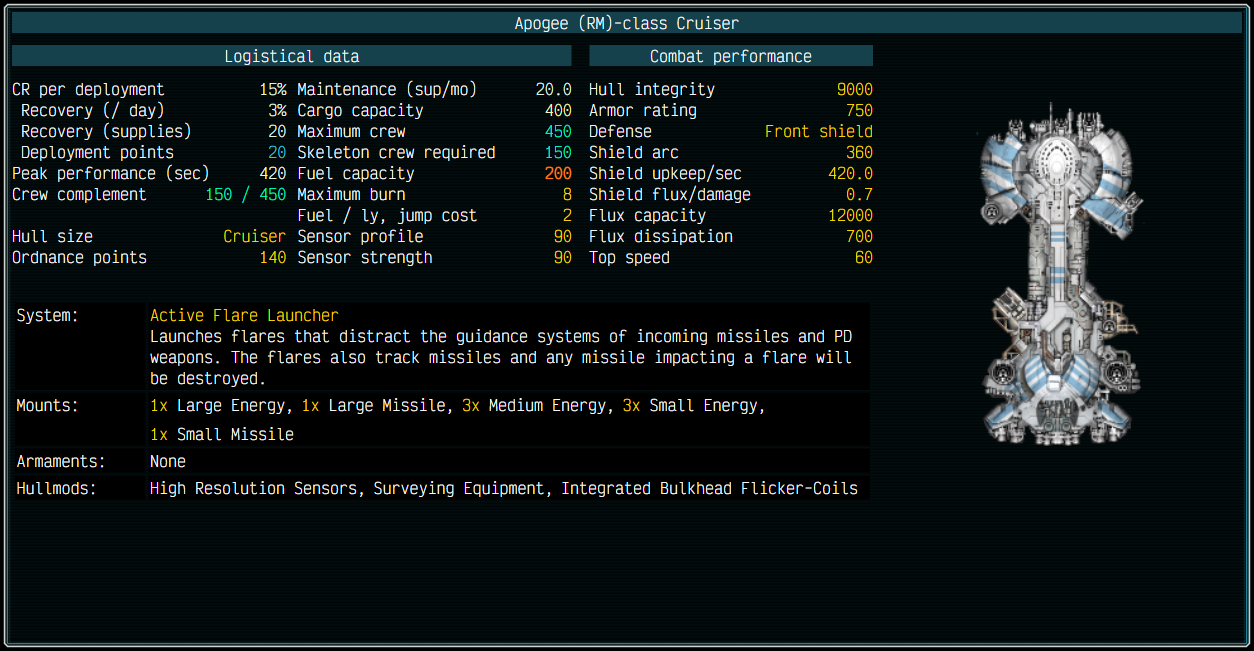 Apogee (RM)-class Cruiser
Logistical data
CR per deployment 15% Maintenance (sup/mo) 20.0
Recovery (/ day) 3% Cargo capacity 400
Recovery (supplies) 20 Maximum crew 450
Deployment points 20 Skeleton crew required 150
Peak performance (sec) 420 Fuel capacity 200
Crew complement 150 / 450 Maximum burn 8
Fuel / ly, jump cost 2
Hull size Cruiser Sensor profile 90
Ordnance points 140 Sensor strength 90
Combat performance
Hull integrity 9000
Armor rating 750
Defense Front shield
Shield arc 360
Shield upkeep/sec 420.0
Shield flux/damage 0.7
Flux capacity 12000
Flux dissipation 700
Top speed 60
System: Active Flare Launcher
Launches flares that distract the guidance systems of incoming missiles and PD
weapons. The flares also track missiles and any missile impacting a flare will
be destroyed.
Mounts: 1x Large Energy, 1x Large Missile, 3x Medium Energy, 3x Small Energy,
1x Small Missile
Armaments: None
Hullmods: High Resolution Sensors, Surveying Equipment, Integrated Bulkhead Flicker-Coils